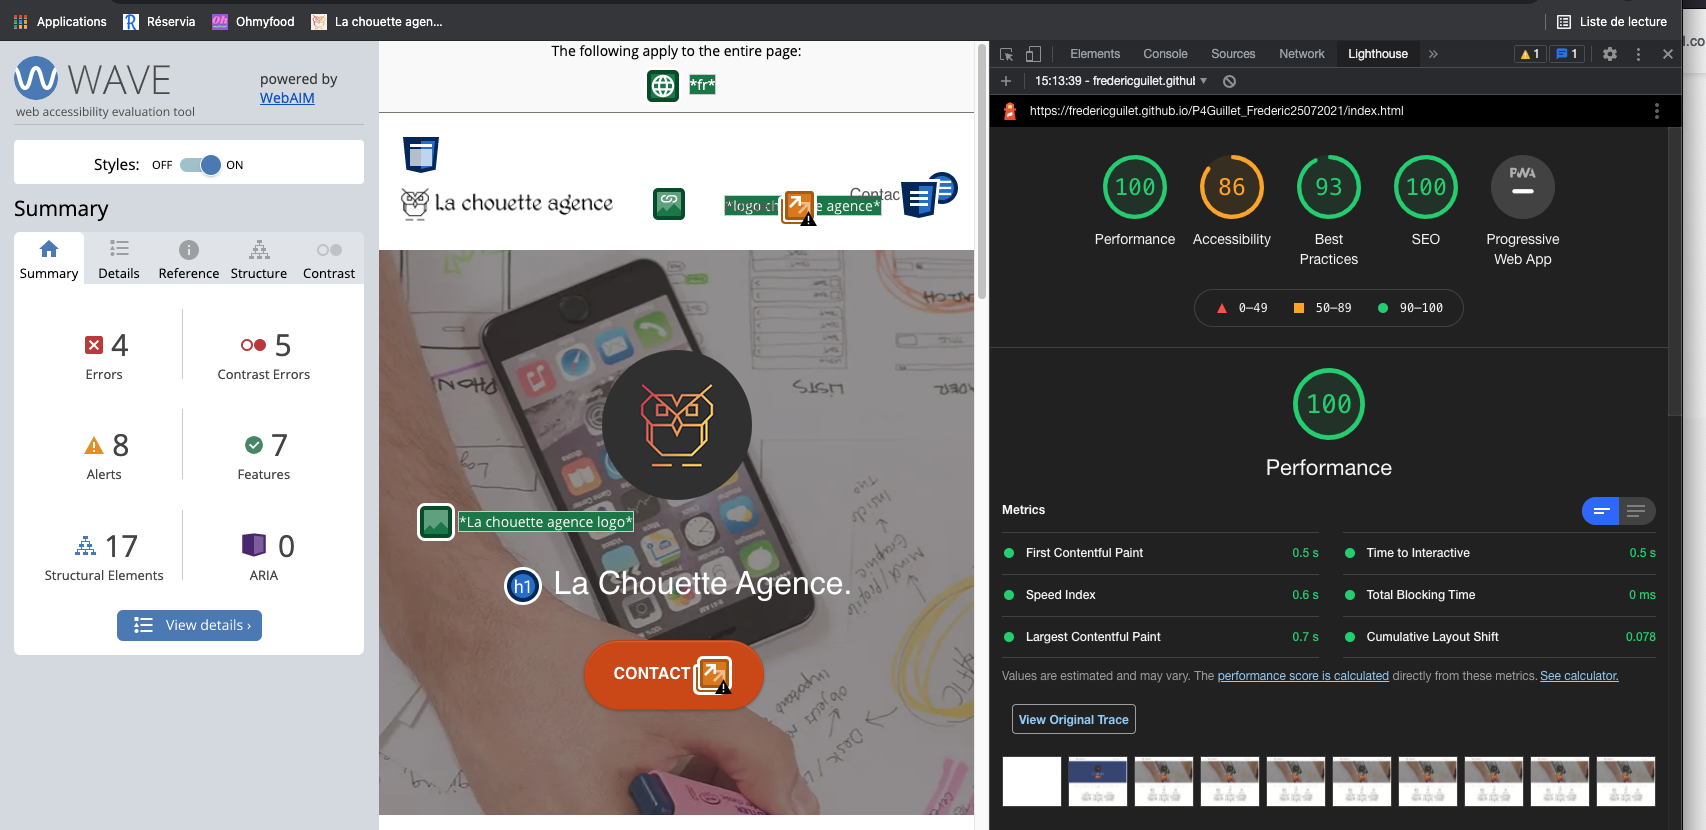 Applications
Réservia
Ohmyfood
La chouette agen...
Liste de lecture
WAVE
web accessibility evaluation tool
powered by
WebAIM
Styles: OFF ON
Summary
Summary
Details
Reference
Structure
Contrast
4
Errors
5
Contrast Errors
8
Alerts
7
Features
17
Structural Elements
0
ARIA
View details ›
The following apply to the entire page:
*fr*
La chouette agence
Contac
*La chouette agence logo*
h1 La Chouette Agence.
CONTACT
Elements
Console
Sources
Network
Lighthouse
»
1
1
15:13:39 - fredericguilet.githul
https://fredericguilet.github.io/P4Guillet_Frederic25072021/index.html
100
Performance
86
Accessibility
93
Best
Practices
100
SEO
PWA
Progressive
Web App
0–49
50–89
90–100
100
Performance
Metrics
First Contentful Paint 0.5 s
Time to Interactive 0.5 s
Speed Index 0.6 s
Total Blocking Time 0 ms
Largest Contentful Paint 0.7 s
Cumulative Layout Shift 0.078
Values are estimated and may vary. The performance score is calculated directly from these metrics. See calculator.
View Original Trace